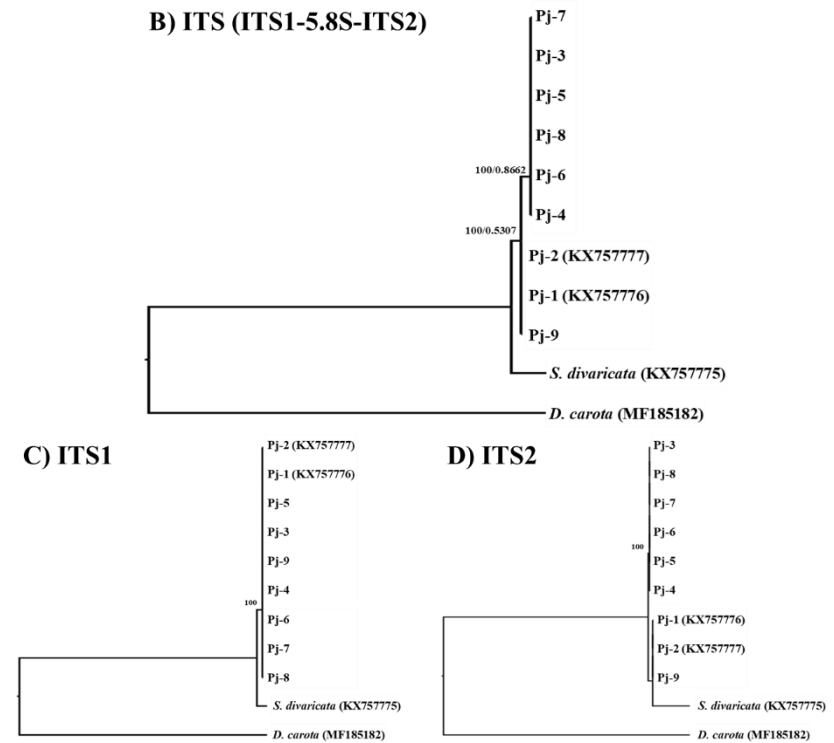 B) ITS (ITS1-5.8S-ITS2)
Pj-7
Pj-3
Pj-5
Pj-8
100/0.8662
Pj-6
Pj-4
100/0.5307
Pj-2 (KX757777)
Pj-1 (KX757776)
Pj-9
S. divaricata (KX757775)
D. carota (MF185182)
C) ITS1
Pj-2 (KX757777)
Pj-1 (KX757776)
Pj-5
Pj-3
Pj-9
Pj-4
100
Pj-6
Pj-7
Pj-8
S. divaricata (KX757775)
D. carota (MF185182)
D) ITS2
Pj-3
Pj-8
Pj-7
Pj-6
100
Pj-5
Pj-4
Pj-1 (KX757776)
Pj-2 (KX757777)
Pj-9
S. divaricata (KX757775)
D. carota (MF185182)